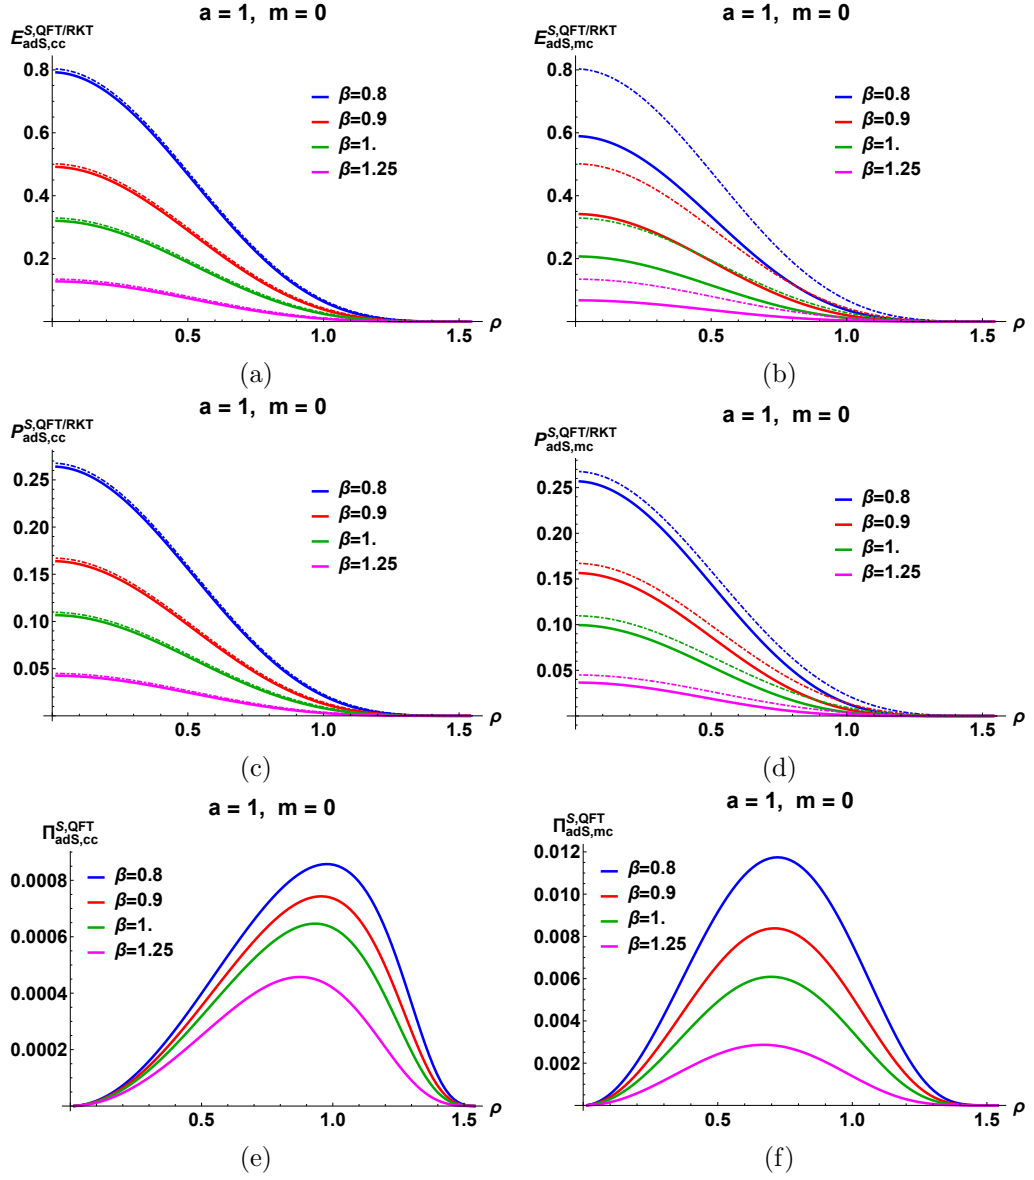 a = 1, m = 0
E^{S,QFT/RKT}_{adS,cc}
0.8
0.6
0.4
0.2
0.5
1.0
1.5
ρ
β=0.8
β=0.9
β=1.
β=1.25
(a)
a = 1, m = 0
E^{S,QFT/RKT}_{adS,mc}
0.8
0.6
0.4
0.2
0.5
1.0
1.5
ρ
β=0.8
β=0.9
β=1.
β=1.25
(b)
a = 1, m = 0
P^{S,QFT/RKT}_{adS,cc}
0.25
0.20
0.15
0.10
0.05
0.5
1.0
1.5
ρ
β=0.8
β=0.9
β=1.
β=1.25
(c)
a = 1, m = 0
P^{S,QFT/RKT}_{adS,mc}
0.25
0.20
0.15
0.10
0.05
0.5
1.0
1.5
ρ
β=0.8
β=0.9
β=1.
β=1.25
(d)
a = 1, m = 0
Π^{S,QFT}_{adS,cc}
0.0008
0.0006
0.0004
0.0002
0.5
1.0
1.5
ρ
β=0.8
β=0.9
β=1.
β=1.25
(e)
a = 1, m = 0
Π^{S,QFT}_{adS,mc}
0.012
0.010
0.008
0.006
0.004
0.002
0.5
1.0
1.5
ρ
β=0.8
β=0.9
β=1.
β=1.25
(f)